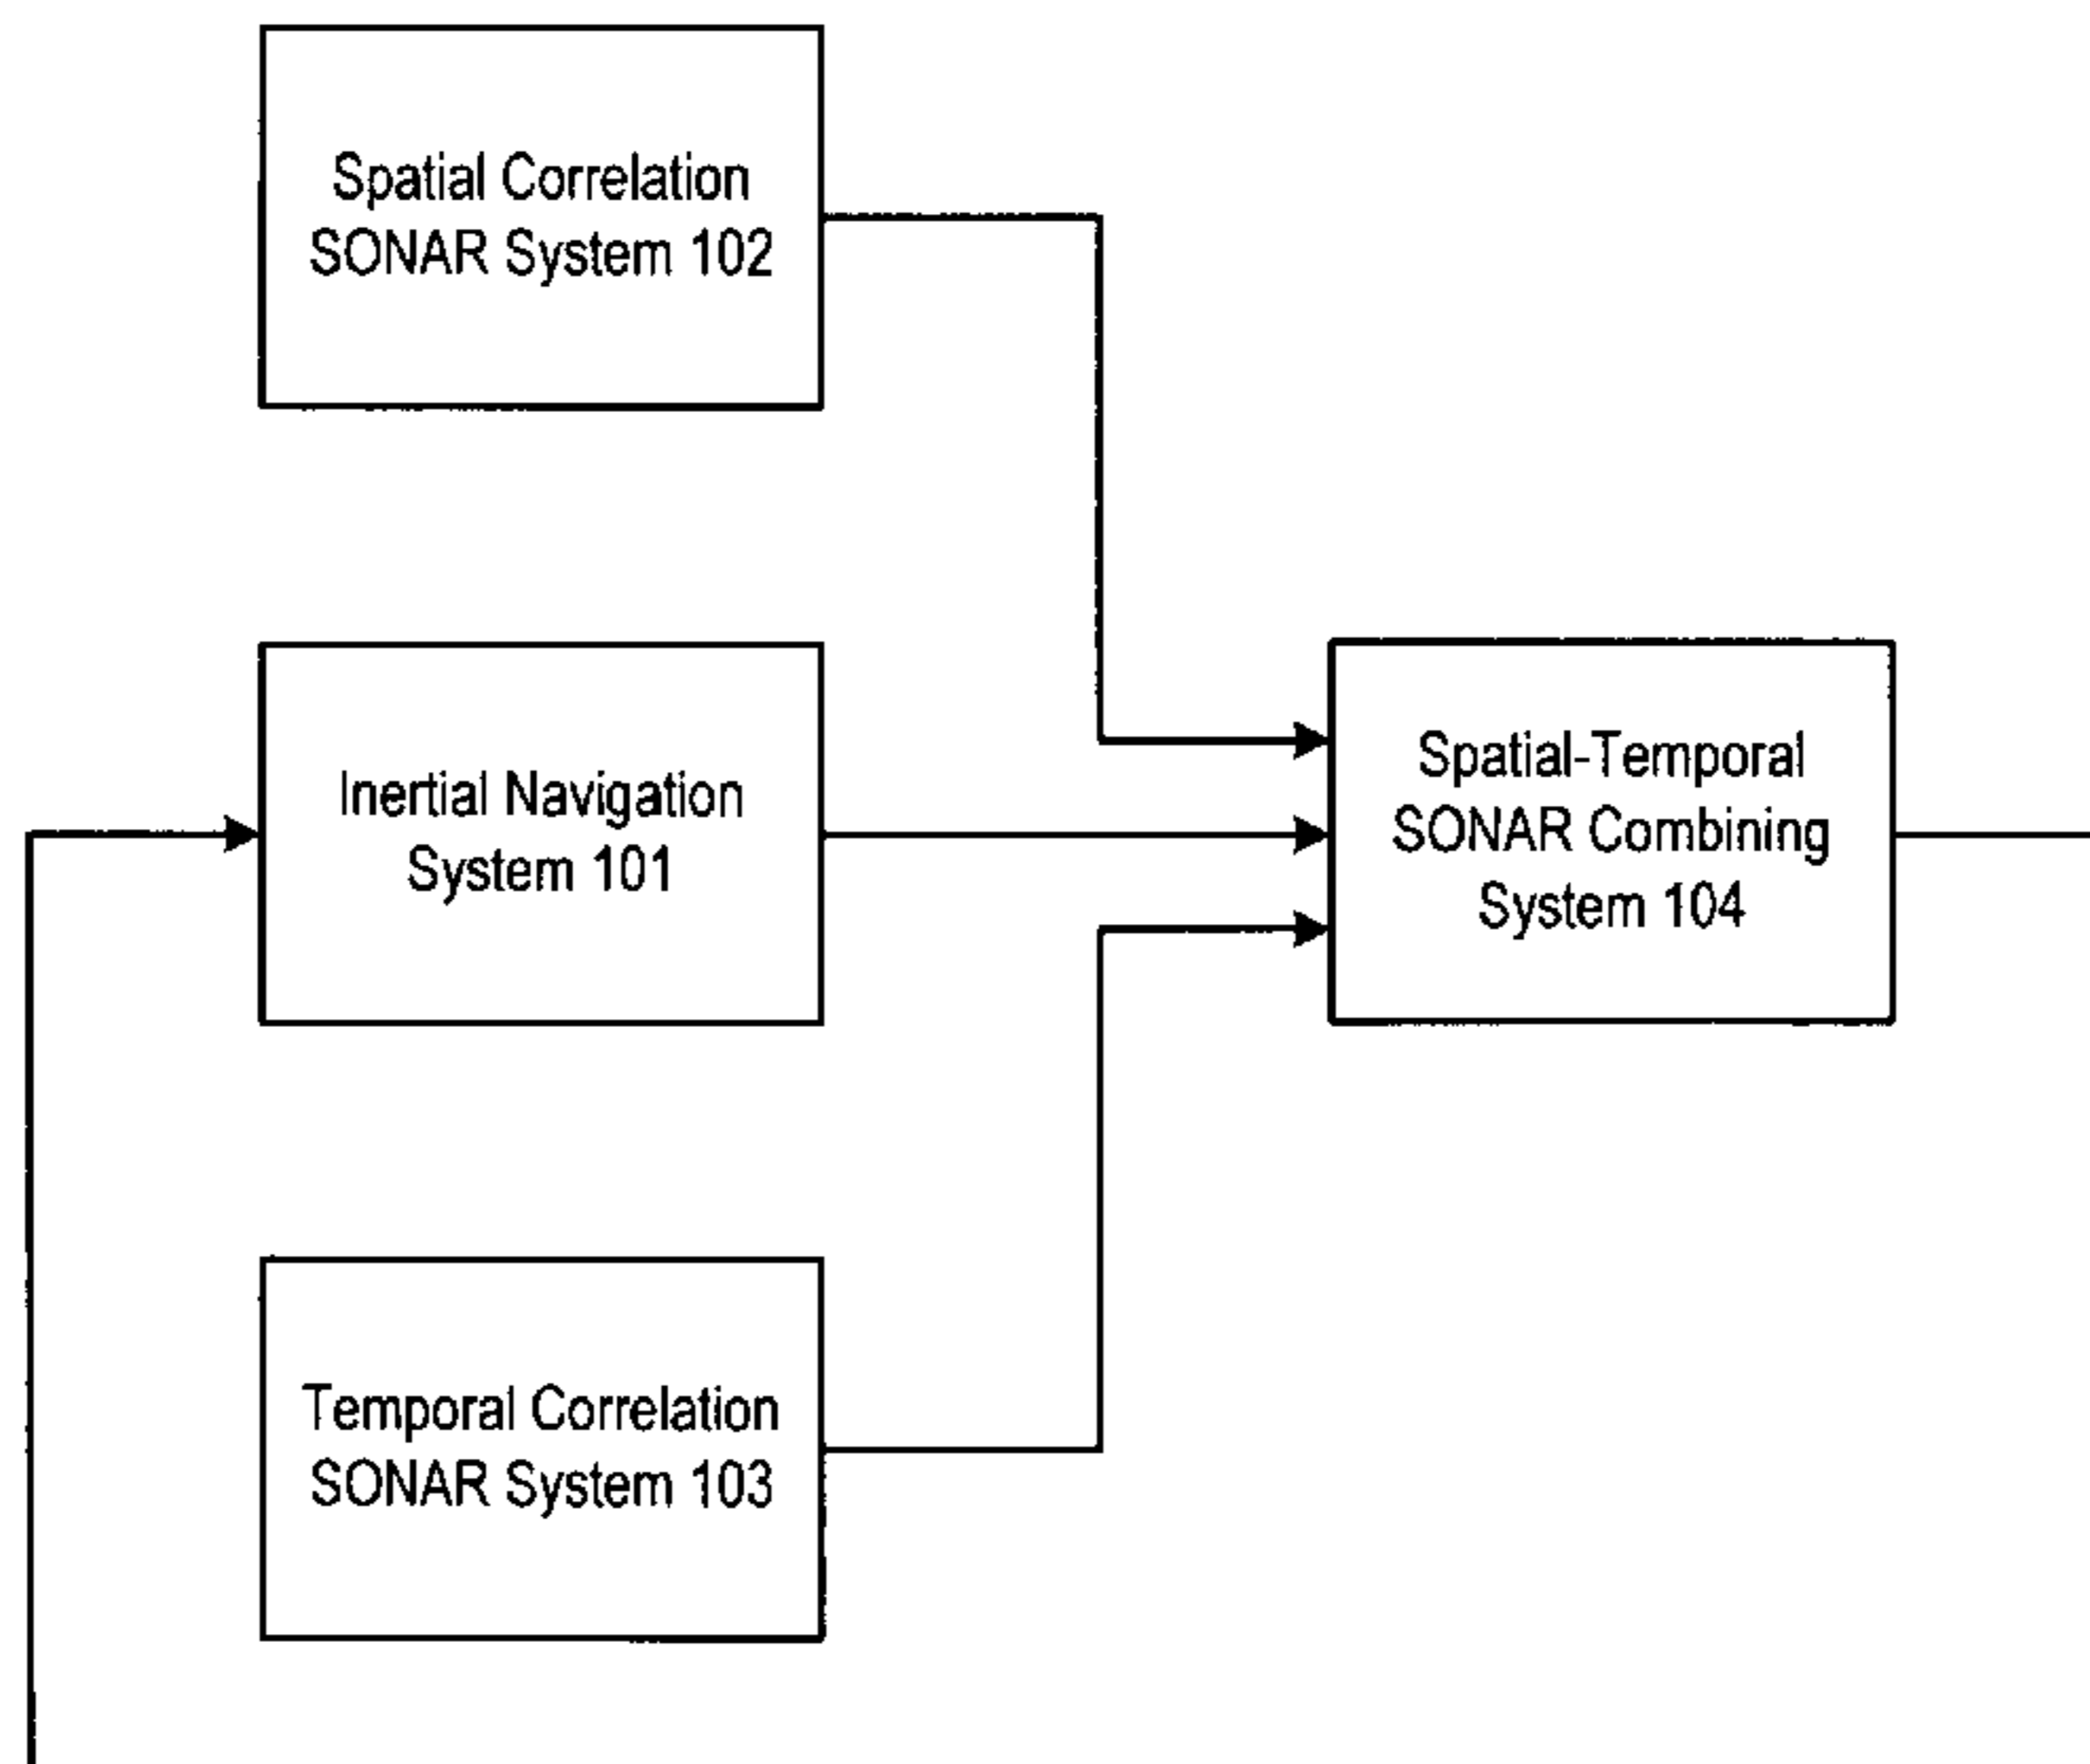 Spatial Correlation
SONAR System 102
Inertial Navigation
System 101
Spatial-Temporal
SONAR Combining
System 104
Temporal Correlation
SONAR System 103